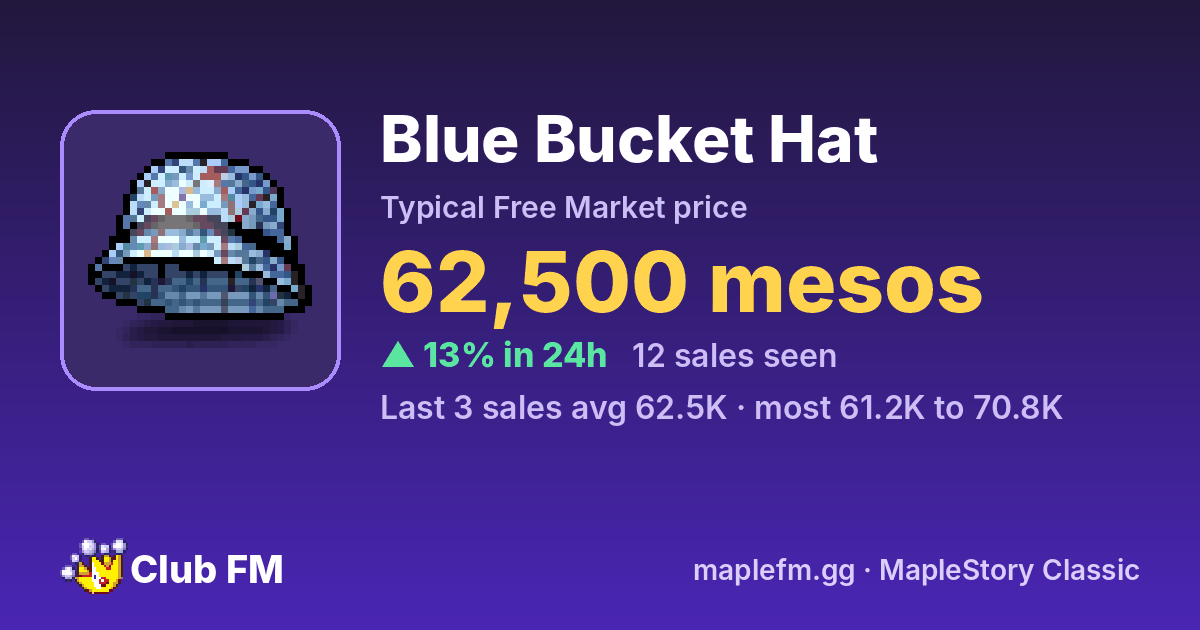 Blue Bucket Hat
Typical Free Market price
62,500 mesos
▲ 13% in 24h 12 sales seen
Last 3 sales avg 62.5K · most 61.2K to 70.8K
Club FM
maplefm.gg · MapleStory Classic